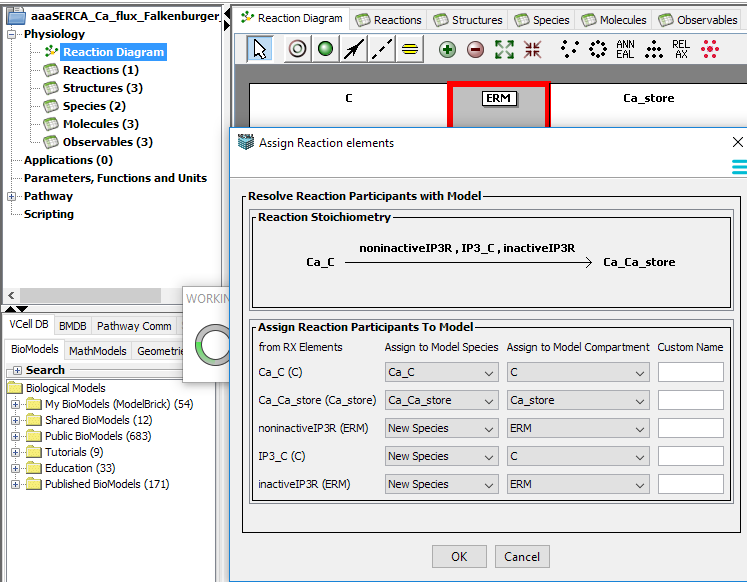 aaaSERCA_Ca_flux_Falkenburger_
Physiology
Reaction Diagram
Reactions (1)
Structures (3)
Species (2)
Molecules (3)
Observables (3)
Applications (0)
Parameters, Functions and Units
Pathway
Scripting
Reaction Diagram
Reactions
Structures
Species
Molecules
Observables
ANN
EAL
REL
AX
C
ERM
Ca_store
Assign Reaction elements
Resolve Reaction Participants with Model
Reaction Stoichiometry
noninactiveIP3R , IP3_C , inactiveIP3R
Ca_C
Ca_Ca_store
Assign Reaction Participants To Model
from RX Elements Assign to Model Species Assign to Model Compartment Custom Name
Ca_C (C) Ca_C C
Ca_Ca_store (Ca_store) Ca_Ca_store Ca_store
noninactiveIP3R (ERM) New Species ERM
IP3_C (C) New Species C
inactiveIP3R (ERM) New Species ERM
OK Cancel
WORKIN
VCell DB BMDB Pathway Comm
BioModels MathModels Geometrie
Search
Biological Models
My BioModels (ModelBrick) (54)
Shared BioModels (12)
Public BioModels (683)
Tutorials (9)
Education (33)
Published BioModels (171)